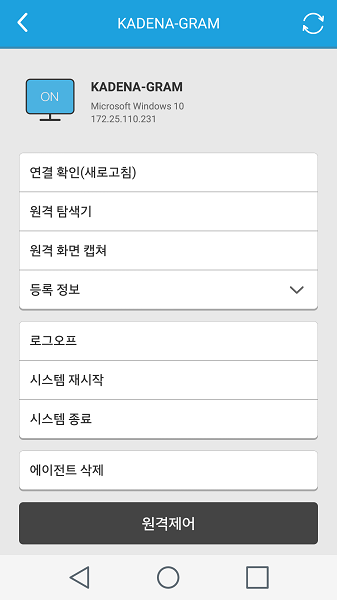 KADENA-GRAM
ON
KADENA-GRAM
Microsoft Windows 10
172.25.110.231
연결 확인(새로고침)
원격 탐색기
원격 화면 캡쳐
등록 정보
로그오프
시스템 재시작
시스템 종료
에이전트 삭제
원격제어